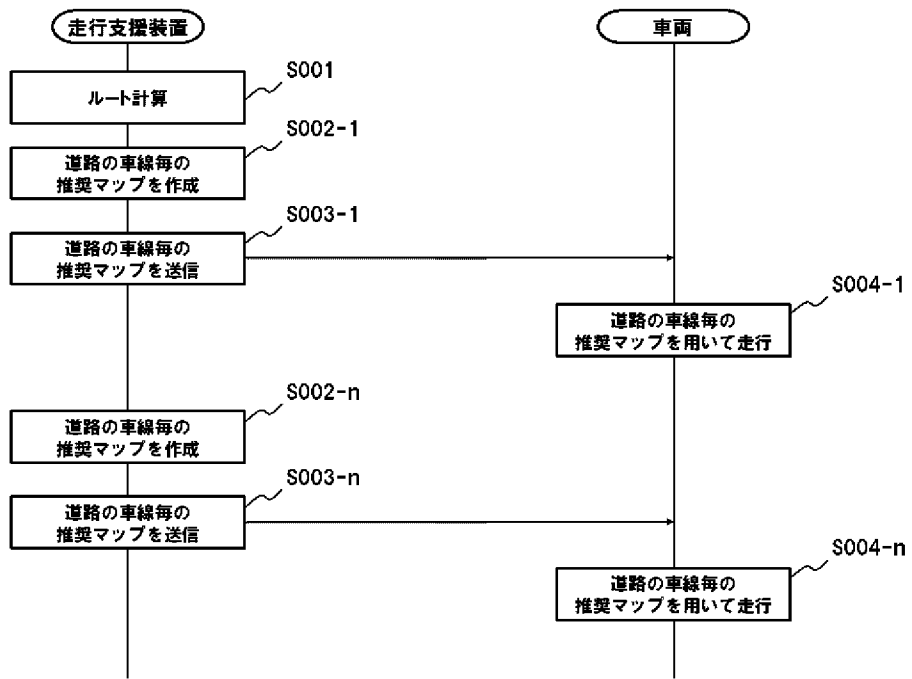 走行支援装置
車両
S001
ルート計算
S002-1
道路の車線毎の
推奨マップを作成
S003-1
道路の車線毎の
推奨マップを送信
S004-1
道路の車線毎の
推奨マップを用いて走行
S002-n
道路の車線毎の
推奨マップを作成
S003-n
道路の車線毎の
推奨マップを送信
S004-n
道路の車線毎の
推奨マップを用いて走行